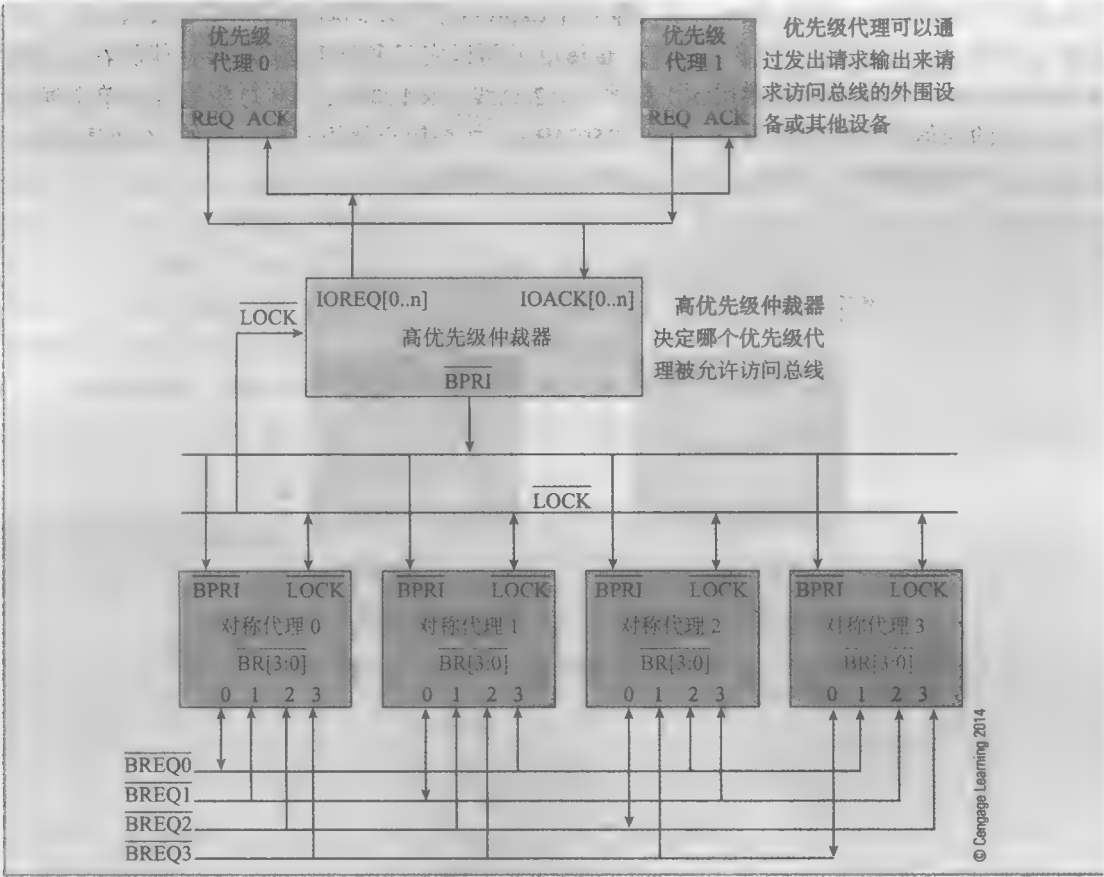 优先级
代理 0
REQ ACK
优先级
代理 1
REQ ACK
优先级代理可以通
过发出请求输出来请
求访问总线的外围设
备或其他设备
LOCK
IOREQ[0..n] IOACK[0..n]
高优先级仲裁器
BPRI
高优先级仲裁器
决定哪个优先级代
理被允许访问总线
LOCK
BPRI LOCK
对称代理 0
BR[3:0]
0 1 2 3
BPRI LOCK
对称代理 1
BR[3:0]
0 1 2 3
BPRI LOCK
对称代理 2
BR[3:0]
0 1 2 3
BPRI LOCK
对称代理 3
BR[3:0]
0 1 2 3
BREQ0
BREQ1
BREQ2
BREQ3
© Cengage Learning 2014